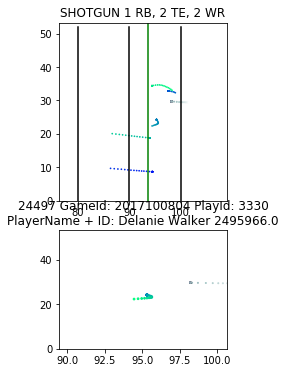 SHOTGUN 1 RB, 2 TE, 2 WR
50
40
30
20
10
0
80 90 100
24497 GameId: 2017100804 PlayId: 3330
PlayerName + ID: Delanie Walker 2495966.0
40
20
0
90.0 92.5 95.0 97.5 100.0